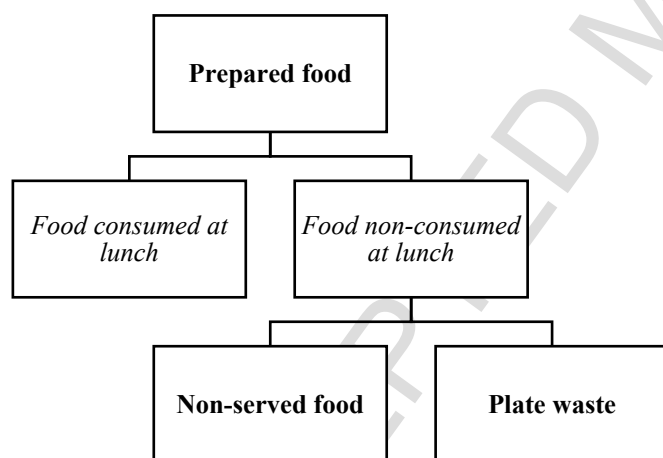 Prepared food
Food consumed at
lunch
Food non-consumed
at lunch
Non-served food
Plate waste